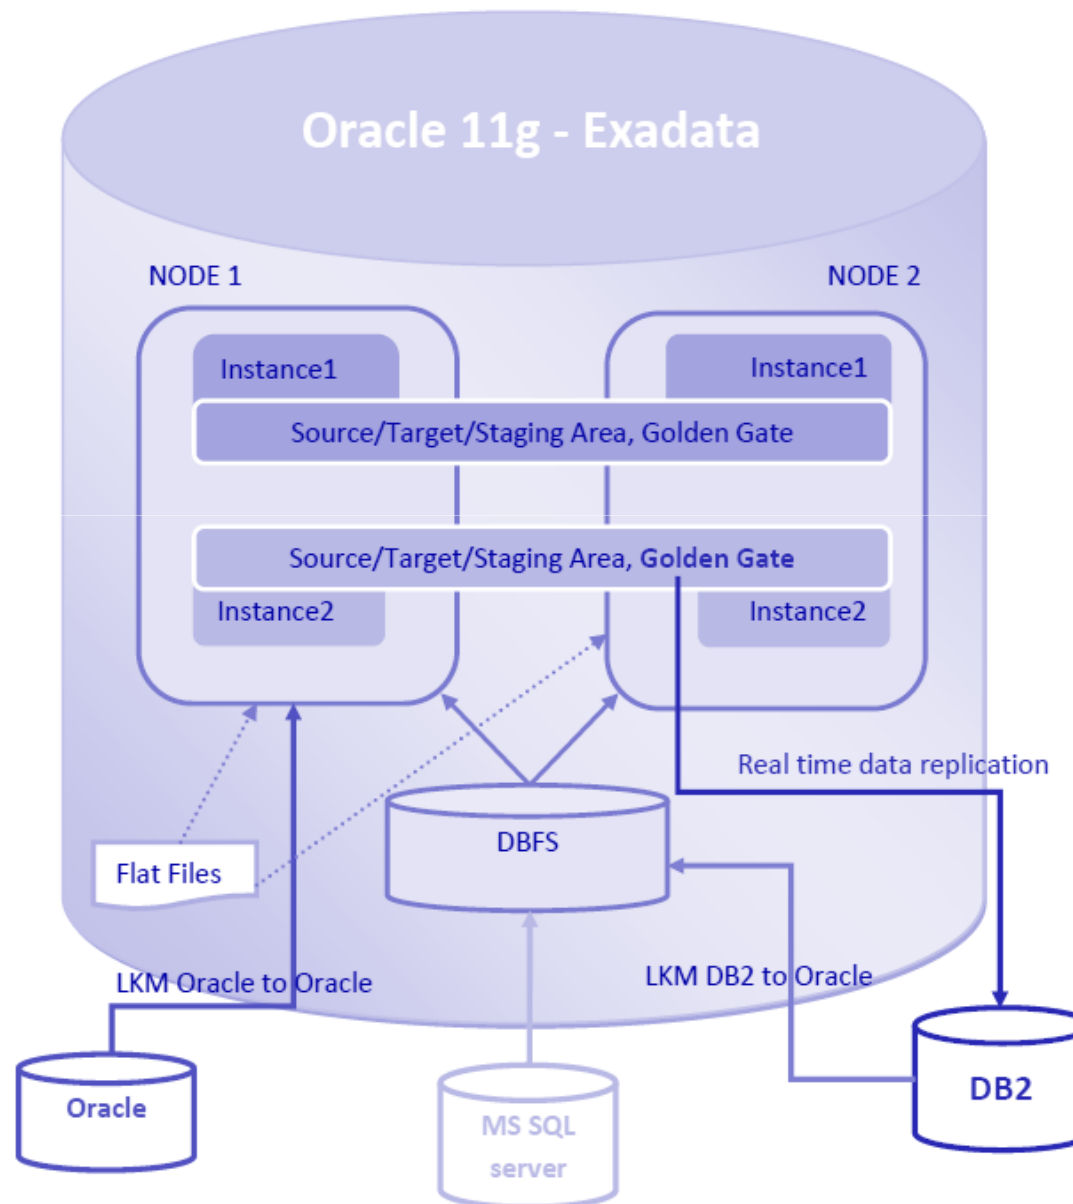 Oracle 11g - Exadata
NODE 1
NODE 2
Instance1
Instance1
Source/Target/Staging Area, Golden Gate
Source/Target/Staging Area, Golden Gate
Instance2
Instance2
Real time data replication
DBFS
Flat Files
LKM Oracle to Oracle
LKM DB2 to Oracle
Oracle
DB2
MS SQL
server